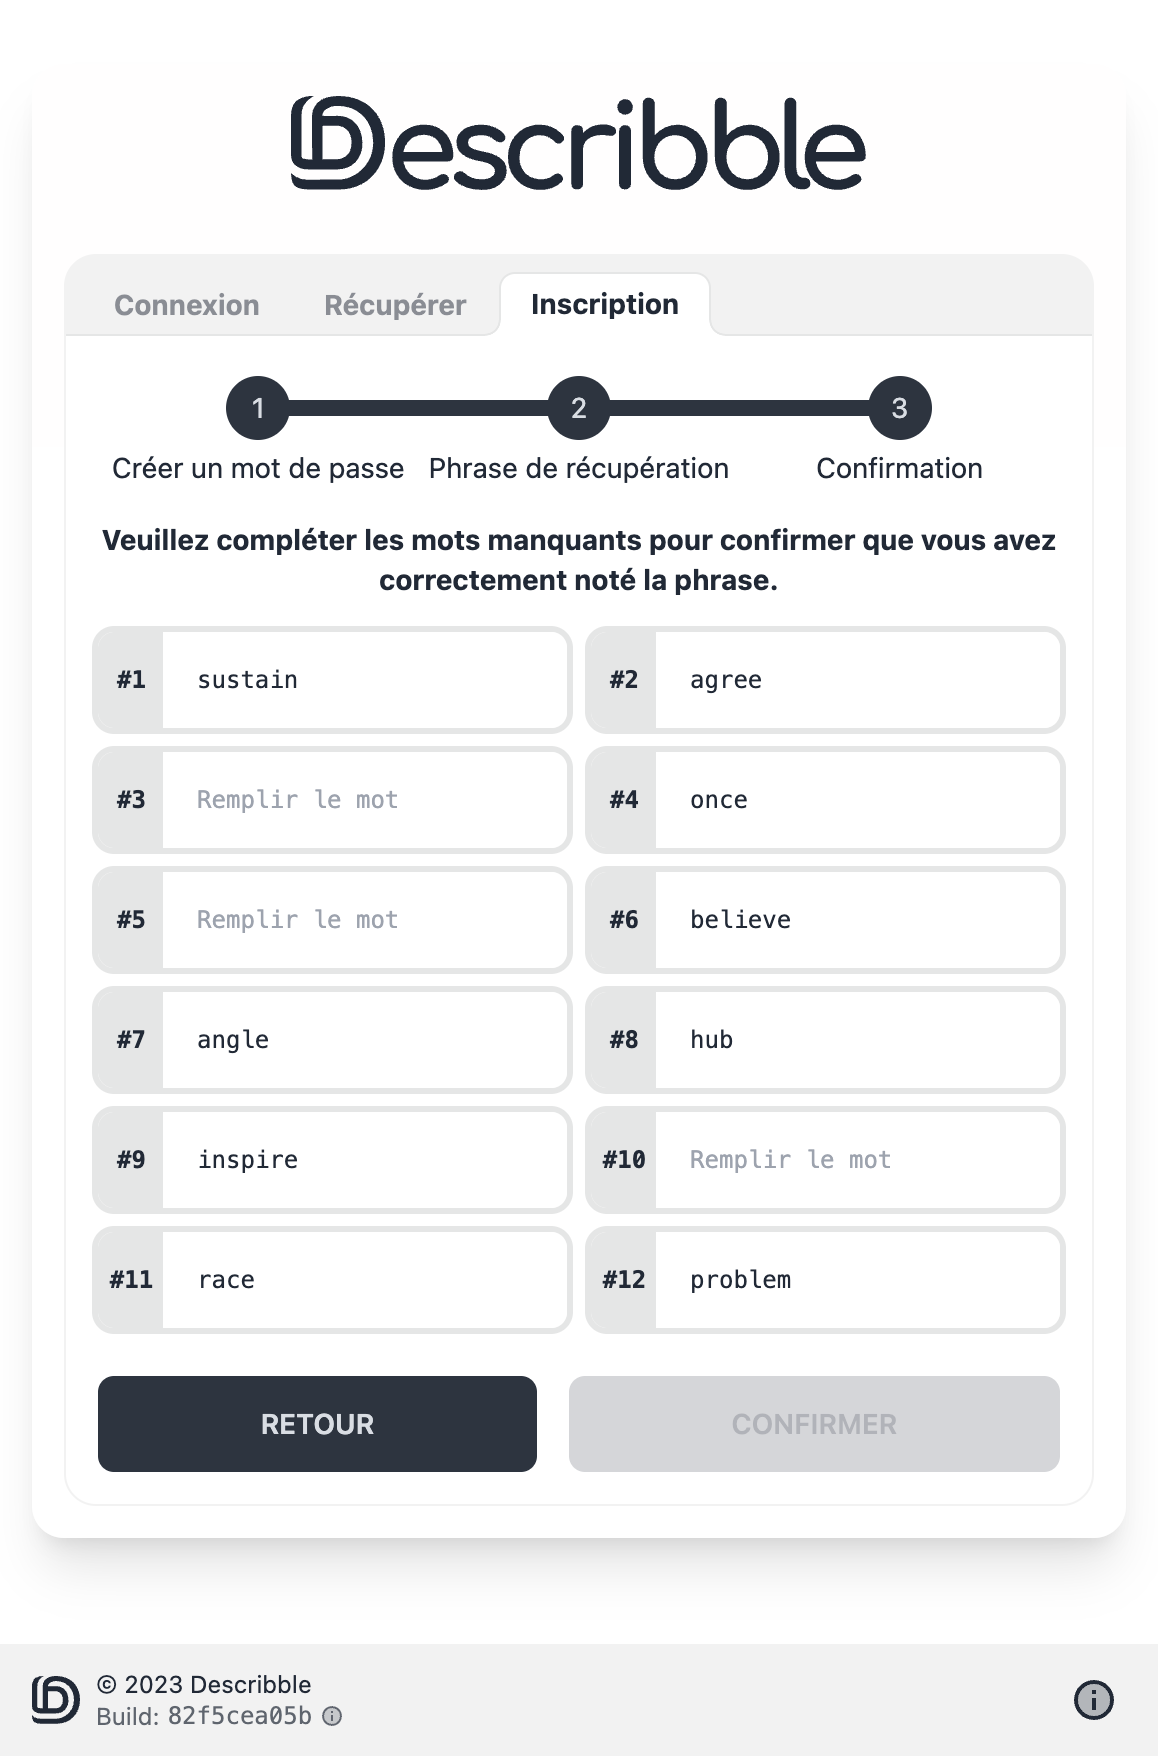 Describble
Connexion Récupérer Inscription
1 2 3
Créer un mot de passe Phrase de récupération Confirmation
Veuillez compléter les mots manquants pour confirmer que vous avez
correctement noté la phrase.
#1 sustain #2 agree
#3 Remplir le mot #4 once
#5 Remplir le mot #6 believe
#7 angle #8 hub
#9 inspire #10 Remplir le mot
#11 race #12 problem
RETOUR CONFIRMER
© 2023 Describble
Build: 82f5cea05b